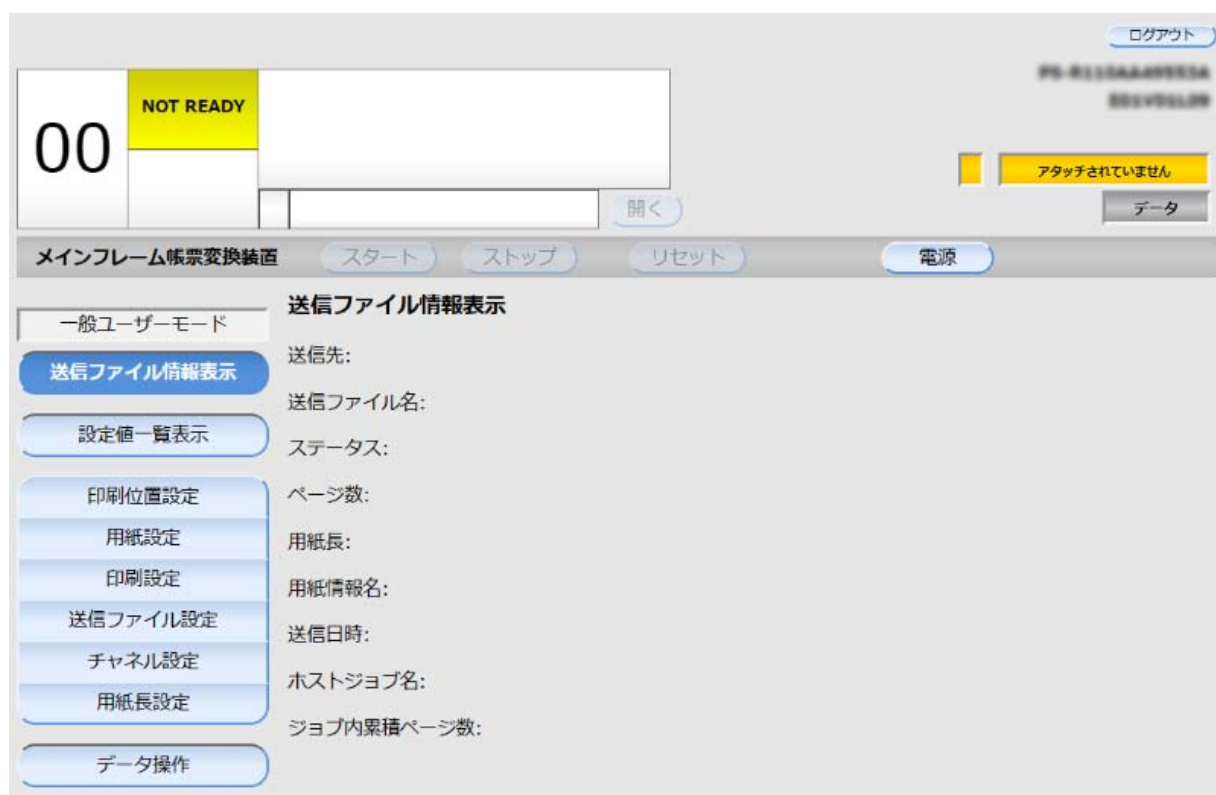 ログアウト
00
NOT READY
アタッチされていません
開く
データ
メインフレーム帳票変換装置
スタート
ストップ
リセット
電源
一般ユーザーモード
送信ファイル情報表示
設定値一覧表示
印刷位置設定
用紙設定
印刷設定
送信ファイル設定
チャネル設定
用紙長設定
データ操作
送信ファイル情報表示
送信先:
送信ファイル名:
ステータス:
ページ数:
用紙長:
用紙情報名:
送信日時:
ホストジョブ名:
ジョブ内累積ページ数: